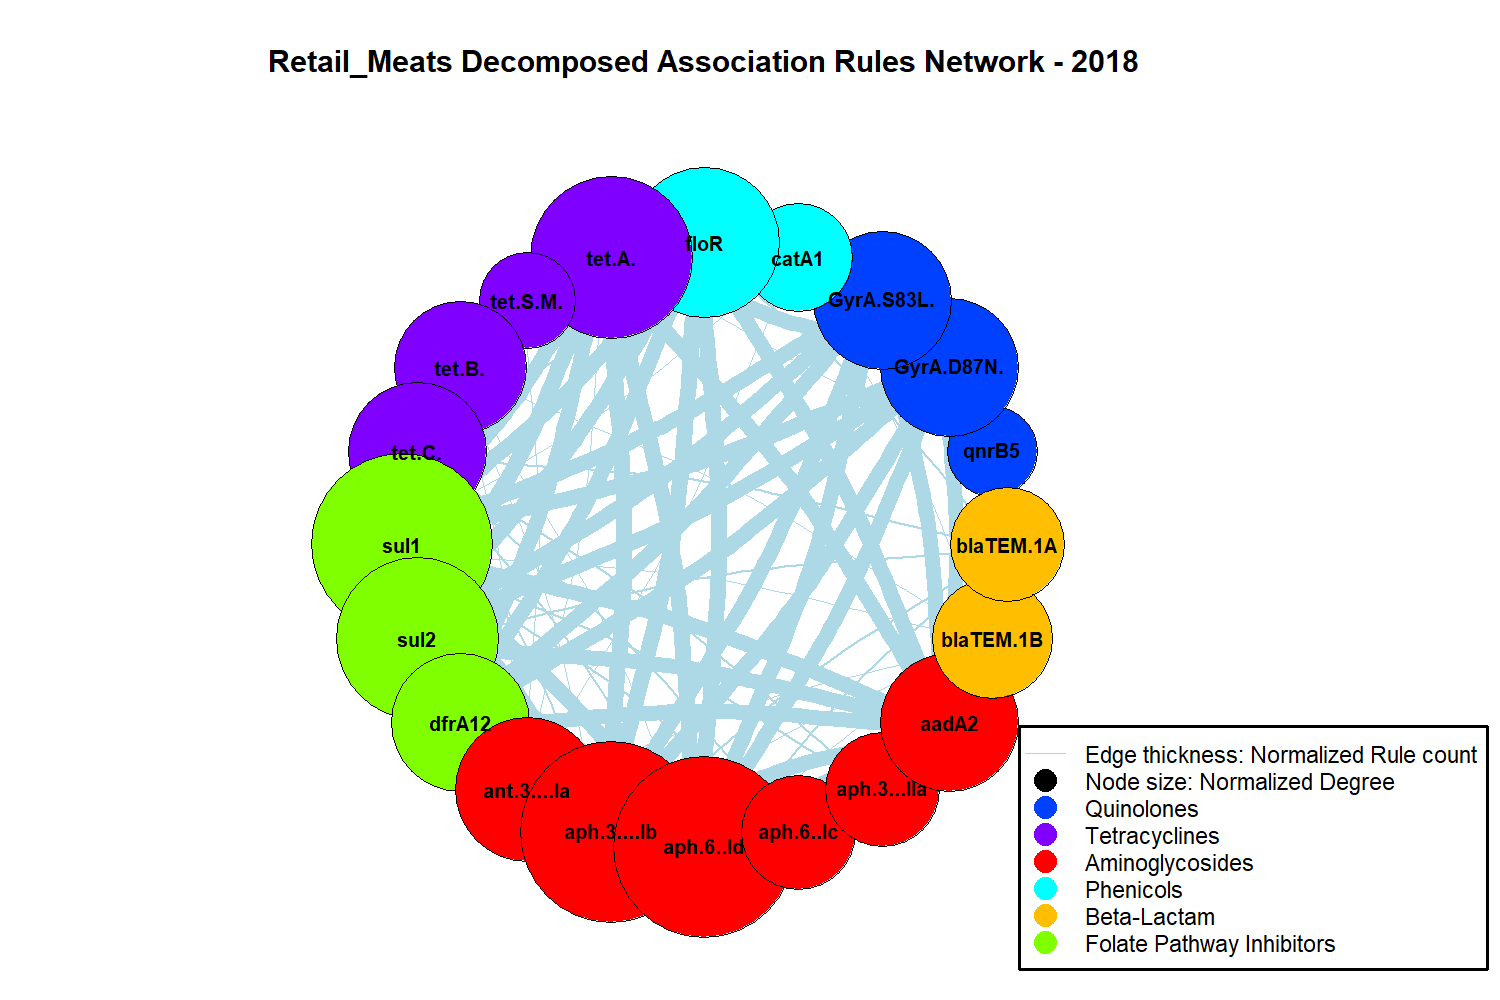 Retail_Meats Decomposed Association Rules Network - 2018
floR
tet.A.
catA1
tet.S.M.
GyrA.S83L.
tet.B.
GyrA.D87N.
tet.C.
qnrB5
sul1
blaTEM.1A
sul2
blaTEM.1B
dfrA12
aadA2
ant.3....Ia
aph.3...IIa
aph.3....Ib
aph.6..Ic
aph.6..Id
Edge thickness: Normalized Rule count
Node size: Normalized Degree
Quinolones
Tetracyclines
Aminoglycosides
Phenicols
Beta-Lactam
Folate Pathway Inhibitors